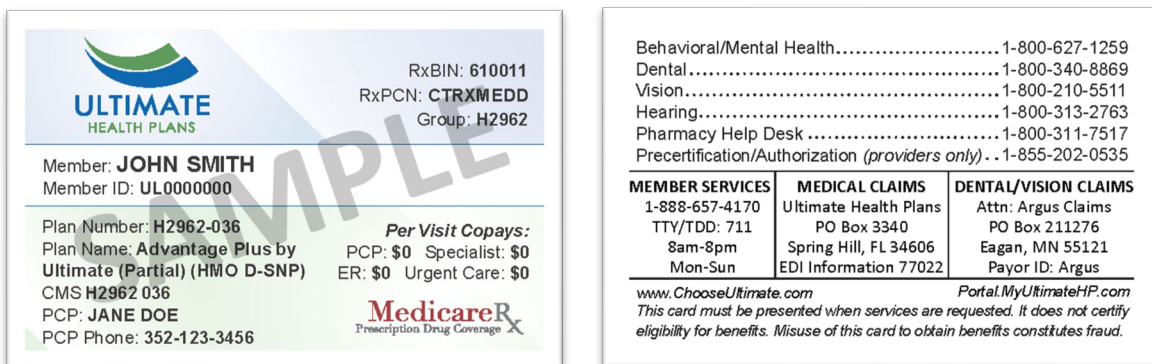 ULTIMATE
HEALTH PLANS
RxBIN: 610011
RxPCN: CTRXMEDD
Group: H2962
Member: JOHN SMITH
Member ID: UL0000000
SAMPLE
Plan Number: H2962-036
Plan Name: Advantage Plus by
Ultimate (Partial) (HMO D-SNP)
CMS H2962 036
PCP: JANE DOE
PCP Phone: 352-123-3456
Per Visit Copays:
PCP: $0 Specialist: $0
ER: $0 Urgent Care: $0
MedicareRx
Prescription Drug Coverage
Behavioral/Mental Health.....................1-800-627-1259
Dental.............................................1-800-340-8869
Vision.............................................1-800-210-5511
Hearing...........................................1-800-313-2763
Pharmacy Help Desk .........................1-800-311-7517
Precertification/Authorization (providers only)..1-855-202-0535
MEMBER SERVICES
1-888-657-4170
TTY/TDD: 711
8am-8pm
Mon-Sun
MEDICAL CLAIMS
Ultimate Health Plans
PO Box 3340
Spring Hill, FL 34606
EDI Information 77022
DENTAL/VISION CLAIMS
Attn: Argus Claims
PO Box 211276
Eagan, MN 55121
Payor ID: Argus
www.ChooseUltimate.com Portal.MyUltimateHP.com
This card must be presented when services are requested. It does not certify
eligibility for benefits. Misuse of this card to obtain benefits constitutes fraud.